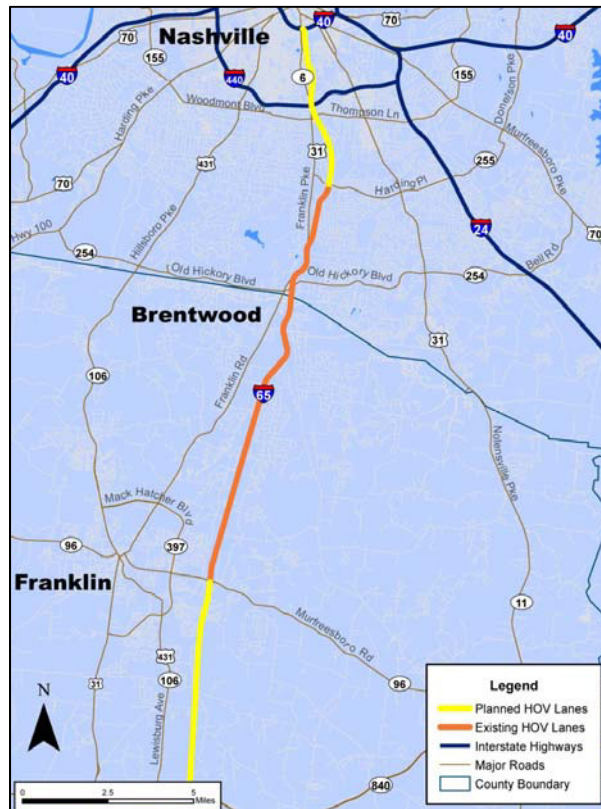 40
70
Nashville
40
70
155
6
440
155
Donelson Pke
Harding Pke
Woodmont Blvd
Thompson Ln
Murfreesboro Pke
431
31
255
70
Franklin Pke
Harding Pl
Hillsboro Pke
Hwy 100
24
70
254
Old Hickory Blvd
Old Hickory Blvd
254
Bell Rd
Brentwood
31
106
Franklin Rd
65
Nolensville Pke
Mack Hatcher Blvd
96
397
Franklin
11
Murfreesboro Rd
431
106
31
Lewisburg Ave
96
840
N
0 2.5 5
Miles
Legend
Planned HOV Lanes
Existing HOV Lanes
Interstate Highways
Major Roads
County Boundary